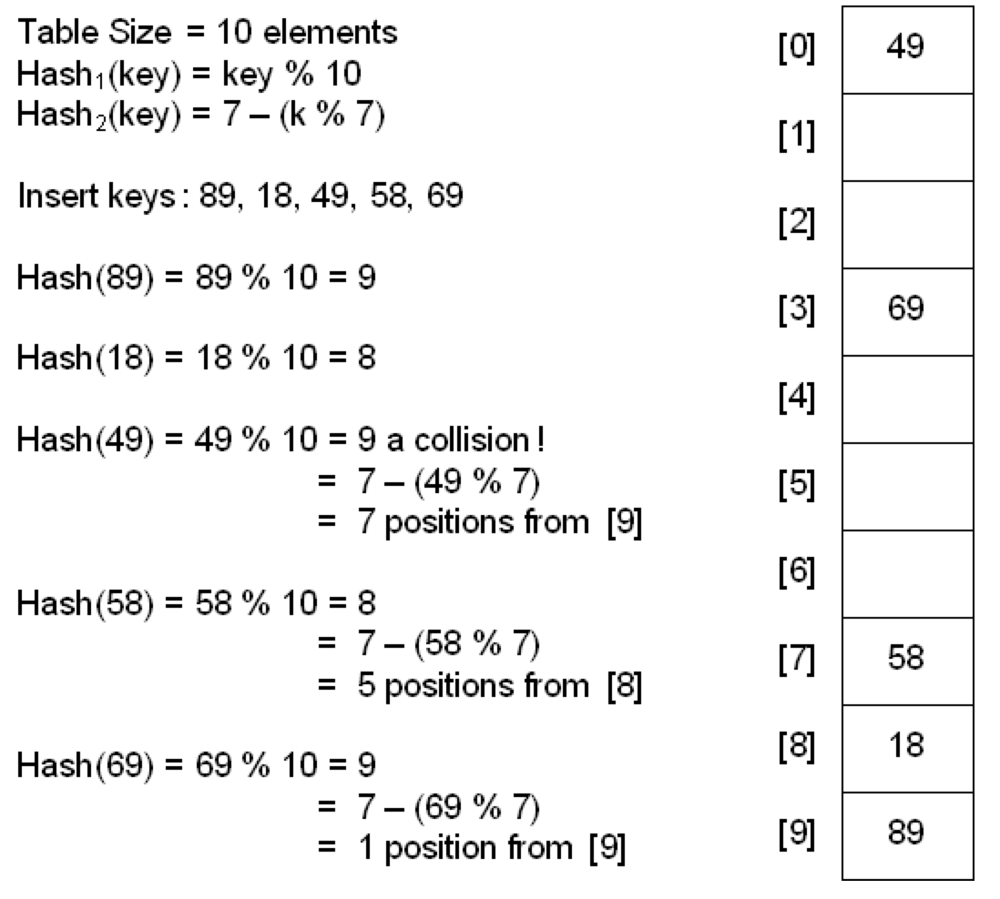 Table Size = 10 elements
Hash₁(key) = key % 10
Hash₂(key) = 7 – (k % 7)
Insert keys : 89, 18, 49, 58, 69
Hash(89) = 89 % 10 = 9
Hash(18) = 18 % 10 = 8
Hash(49) = 49 % 10 = 9 a collision !
= 7 – (49 % 7)
= 7 positions from [9]
Hash(58) = 58 % 10 = 8
= 7 – (58 % 7)
= 5 positions from [8]
Hash(69) = 69 % 10 = 9
= 7 – (69 % 7)
= 1 position from [9]
[0] 49
[1]
[2]
[3] 69
[4]
[5]
[6]
[7] 58
[8] 18
[9] 89